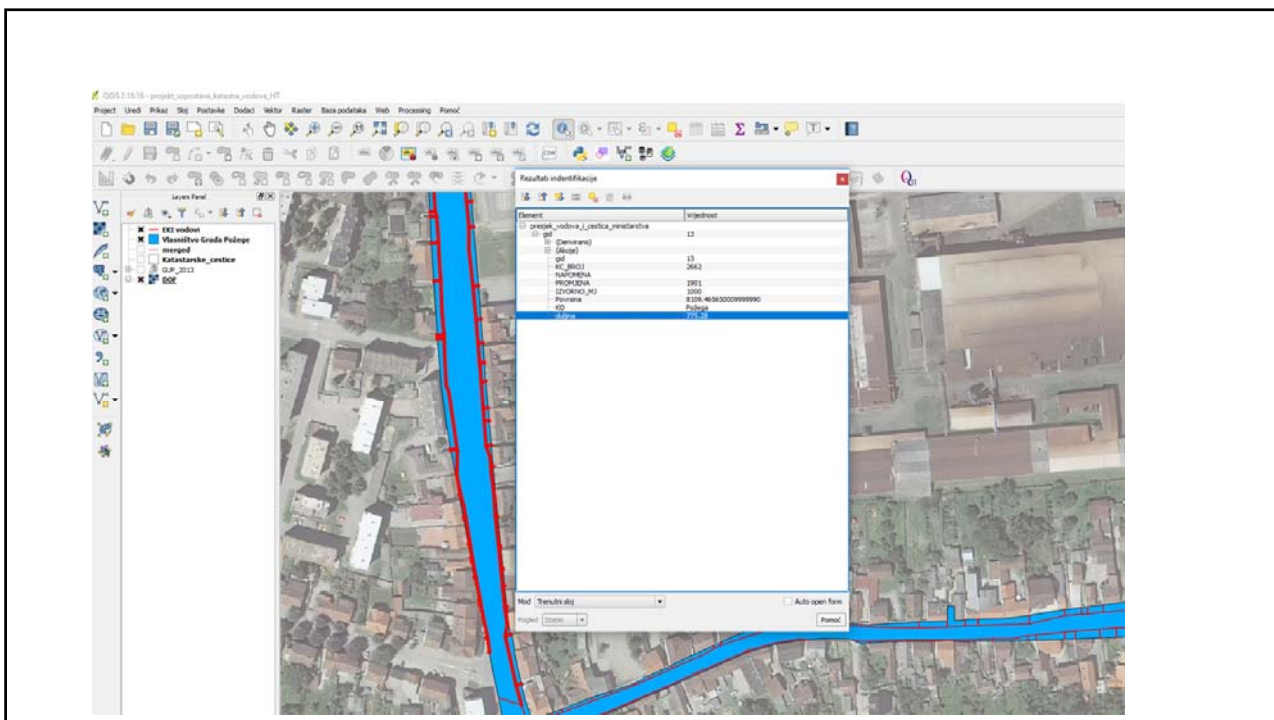 QGIS 2.18.16 - projekt_uspostava_katastra_vodova_HT
Project Uredi Prikaz Sloj Postavke Dodaci Vektor Raster Baza podataka Web Processing Pomoć
Layers Panel
EKI vodovi
Vlasništvo Grada Požege
merged
Katastarske_cestice
GUP_2013
DOF
Rezultati indentifikacije
Element Vrijednost
presjek_vodova_i_cestica_ministarstva
gid 13
(Derivirano)
(Akcije)
gid 13
KC_BROJ 2662
NAPOMENA
PROMJENA 1901
IZVORNO_MJ 1000
Povrsina 8109.465650009999990
KO Požega
duljina 775.28
Mod Trenutni sloj Auto open form
Pogled Stablo Pomoć